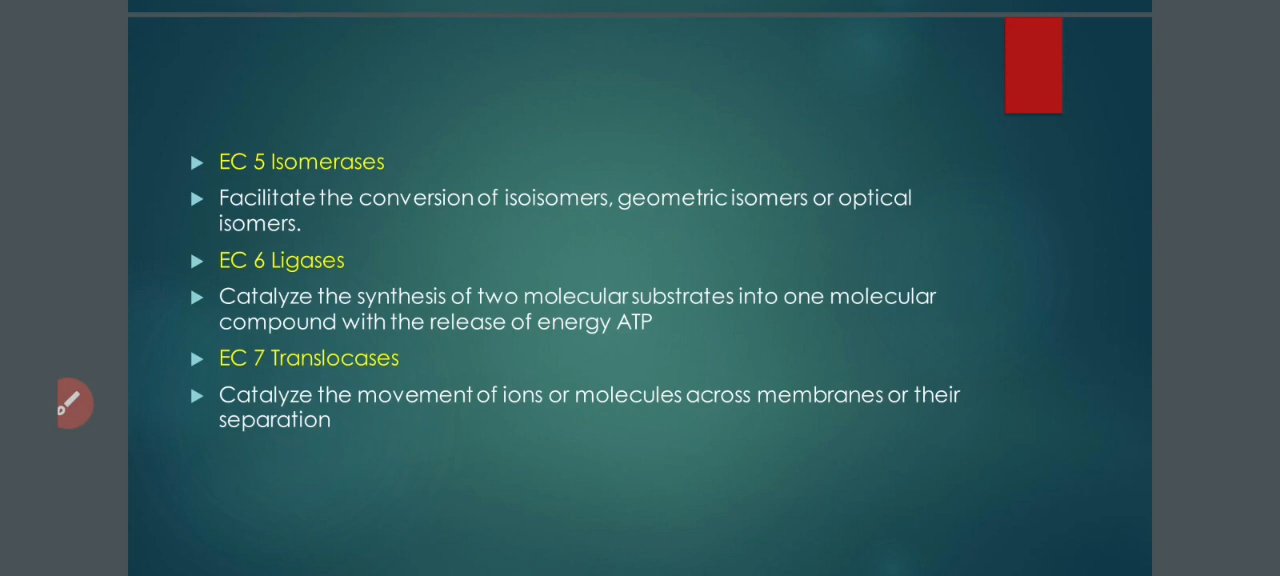 EC 5 Isomerases
Facilitate the conversion of isoisomers, geometric isomers or optical
isomers.
EC 6 Ligases
Catalyze the synthesis of two molecular substrates into one molecular
compound with the release of energy ATP
EC 7 Translocases
Catalyze the movement of ions or molecules across membranes or their
separation